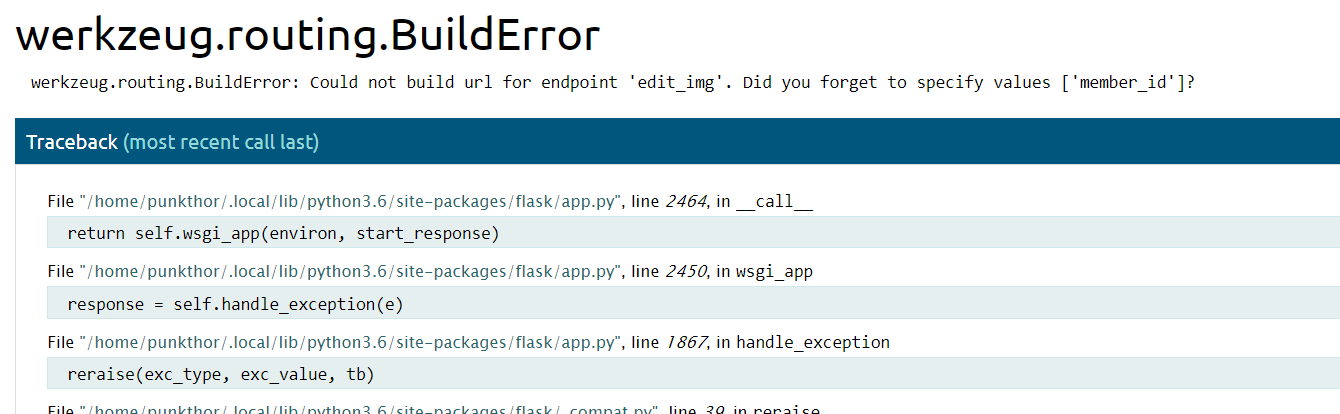 werkzeug.routing.BuildError
werkzeug.routing.BuildError: Could not build url for endpoint 'edit_img'. Did you forget to specify values ['member_id']?
Traceback (most recent call last)
File "/home/punkthor/.local/lib/python3.6/site-packages/flask/app.py", line 2464, in __call__
return self.wsgi_app(environ, start_response)
File "/home/punkthor/.local/lib/python3.6/site-packages/flask/app.py", line 2450, in wsgi_app
response = self.handle_exception(e)
File "/home/punkthor/.local/lib/python3.6/site-packages/flask/app.py", line 1867, in handle_exception
reraise(exc_type, exc_value, tb)
File "/home/punkthor/.local/lib/python3.6/site-packages/flask/_compat.py", line 39, in reraise